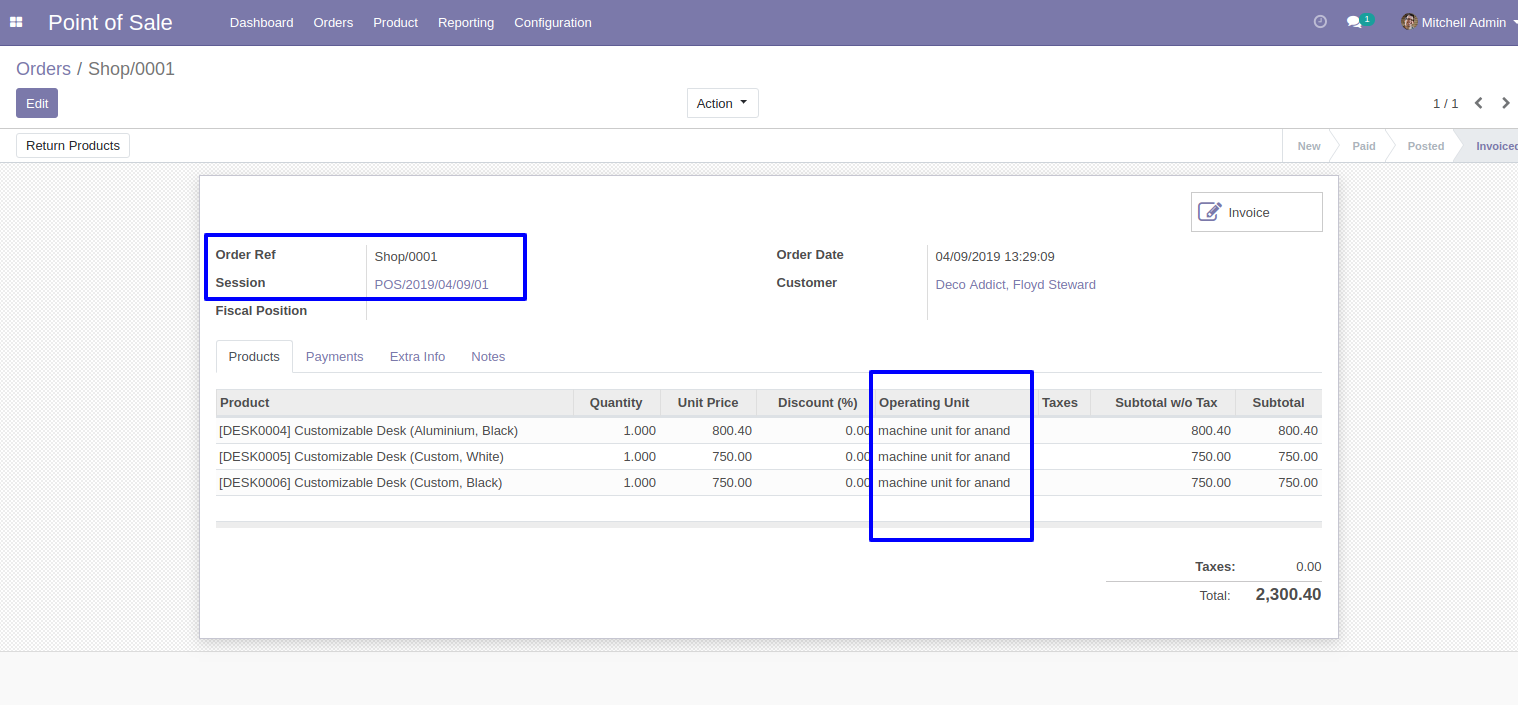 Point of Sale Dashboard Orders Product Reporting Configuration 1 Mitchell Admin
Orders / Shop/0001
Edit Action 1 / 1
Return Products New Paid Posted Invoiced
Invoice
Order Ref Shop/0001 Order Date 04/09/2019 13:29:09
Session POS/2019/04/09/01 Customer Deco Addict, Floyd Steward
Fiscal Position
Products Payments Extra Info Notes
Product Quantity Unit Price Discount (%) Operating Unit Taxes Subtotal w/o Tax Subtotal
[DESK0004] Customizable Desk (Aluminium, Black) 1.000 800.40 0.00 machine unit for anand 800.40 800.40
[DESK0005] Customizable Desk (Custom, White) 1.000 750.00 0.00 machine unit for anand 750.00 750.00
[DESK0006] Customizable Desk (Custom, Black) 1.000 750.00 0.00 machine unit for anand 750.00 750.00
Taxes: 0.00
Total: 2,300.40